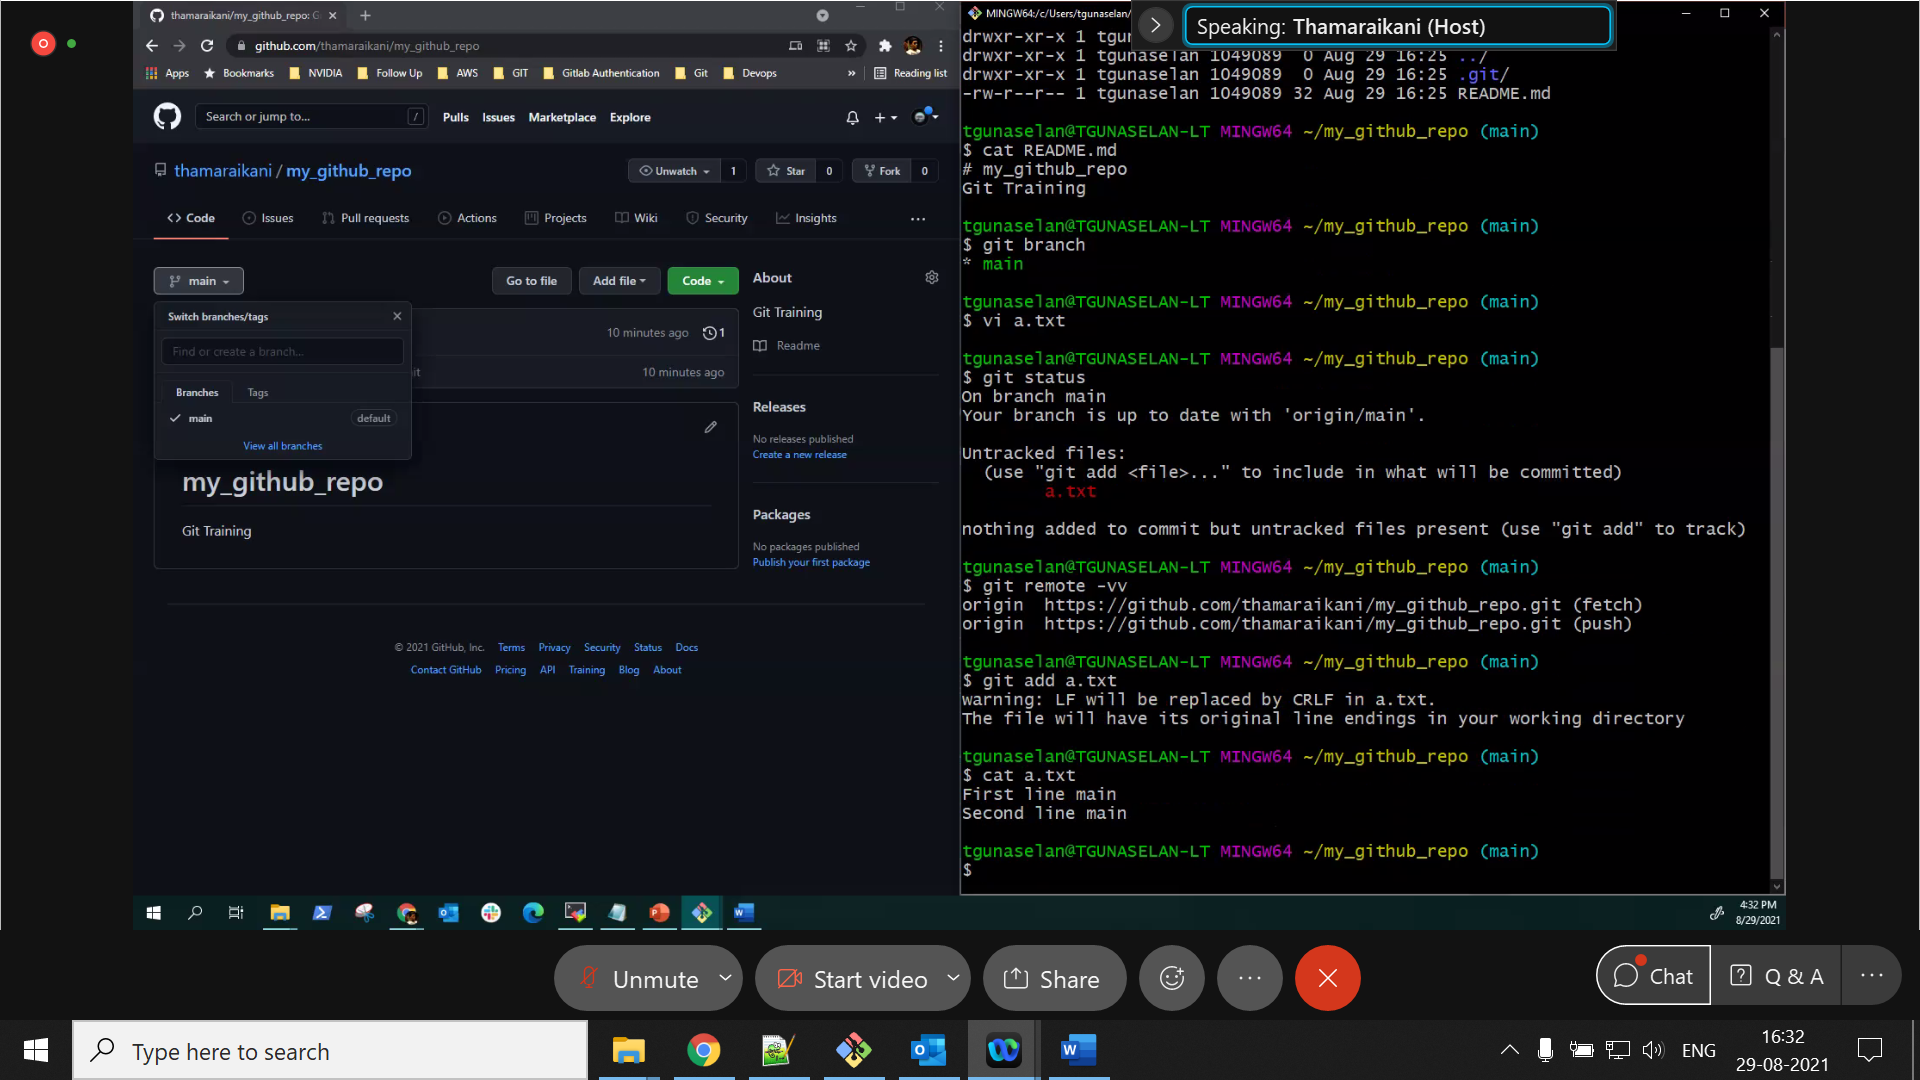 thamaraikani/my_github_repo: G
github.com/thamaraikani/my_github_repo
Apps
Bookmarks
NVIDIA
Follow Up
AWS
GIT
Gitlab Authentication
Git
Devops
»
Reading list
Search or jump to...
/
Pulls
Issues
Marketplace
Explore
thamaraikani / my_github_repo
Unwatch
1
Star
0
Fork
0
Code
Issues
Pull requests
Actions
Projects
Wiki
Security
Insights
main
Go to file
Add file
Code
About
Switch branches/tags
Git Training
Find or create a branch...
10 minutes ago
1
Readme
it
10 minutes ago
Branches
Tags
main
default
View all branches
Releases
No releases published
Create a new release
my_github_repo
Git Training
Packages
No packages published
Publish your first package
© 2021 GitHub, Inc.
Terms
Privacy
Security
Status
Docs
Contact GitHub
Pricing
API
Training
Blog
About
MINGW64:/c/Users/tgunaselan/
Speaking: Thamaraikani (Host)
drwxr-xr-x 1 tgu
drwxr-xr-x 1 tgunaselan 1049089  0 Aug 29 16:25 ../
drwxr-xr-x 1 tgunaselan 1049089  0 Aug 29 16:25 .git/
-rw-r--r-- 1 tgunaselan 1049089 32 Aug 29 16:25 README.md
tgunaselan@TGUNASELAN-LT MINGW64 ~/my_github_repo (main)
$ cat README.md
# my_github_repo
Git Training
tgunaselan@TGUNASELAN-LT MINGW64 ~/my_github_repo (main)
$ git branch
* main
tgunaselan@TGUNASELAN-LT MINGW64 ~/my_github_repo (main)
$ vi a.txt
tgunaselan@TGUNASELAN-LT MINGW64 ~/my_github_repo (main)
$ git status
On branch main
Your branch is up to date with 'origin/main'.
Untracked files:
  (use "git add <file>..." to include in what will be committed)
        a.txt
nothing added to commit but untracked files present (use "git add" to track)
tgunaselan@TGUNASELAN-LT MINGW64 ~/my_github_repo (main)
$ git remote -vv
origin  https://github.com/thamaraikani/my_github_repo.git (fetch)
origin  https://github.com/thamaraikani/my_github_repo.git (push)
tgunaselan@TGUNASELAN-LT MINGW64 ~/my_github_repo (main)
$ git add a.txt
warning: LF will be replaced by CRLF in a.txt.
The file will have its original line endings in your working directory
tgunaselan@TGUNASELAN-LT MINGW64 ~/my_github_repo (main)
$ cat a.txt
First line main
Second line main
tgunaselan@TGUNASELAN-LT MINGW64 ~/my_github_repo (main)
$
4:32 PM
8/29/2021
Unmute
Start video
Share
Chat
Q & A
Type here to search
ENG
16:32
29-08-2021